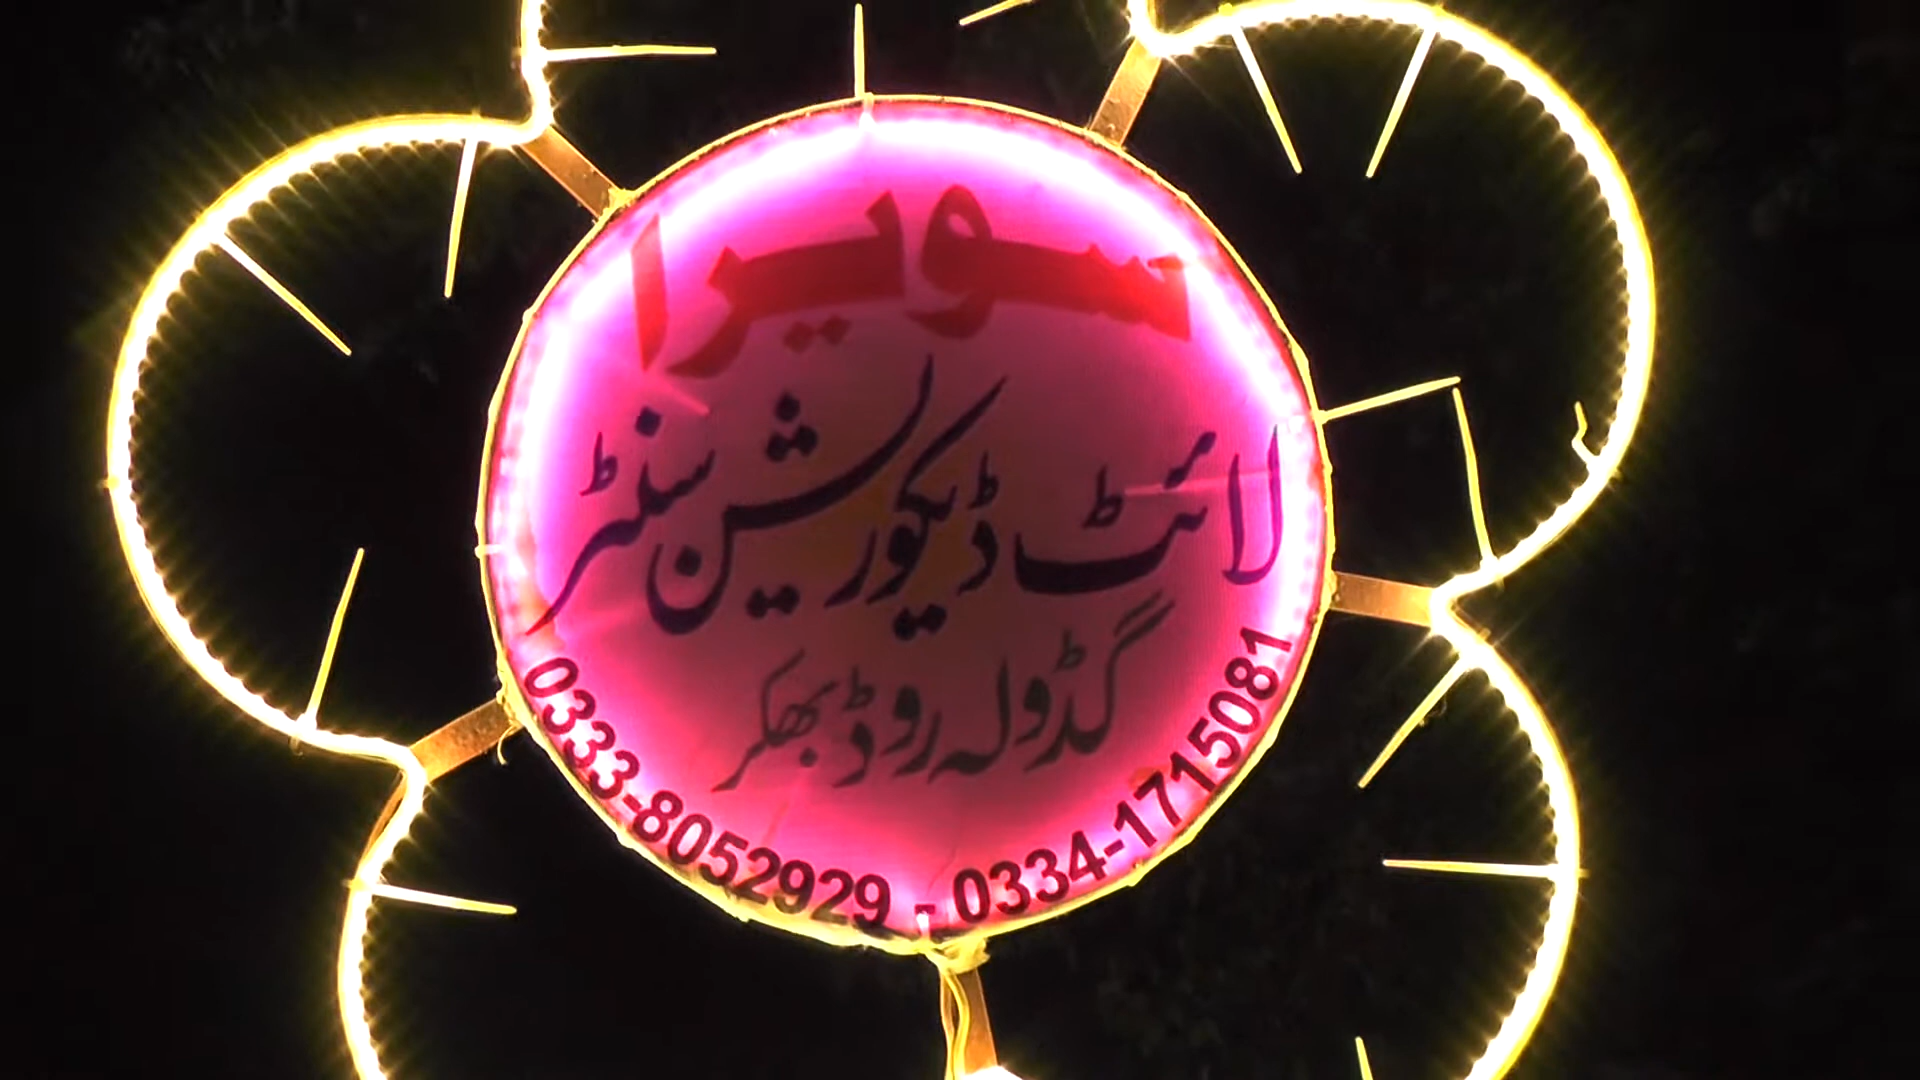 سویرا
لائٹ ڈیکوریشن سنٹر
گڈولہ روڈ بھکر
0333-8052929 - 0334-1715081